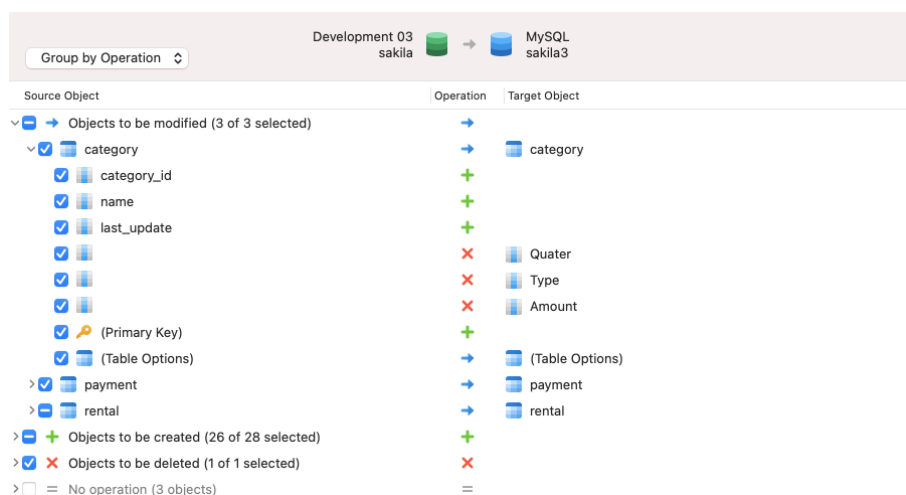 Development 03
sakila
MySQL
sakila3
Group by Operation
Source Object Operation Target Object
Objects to be modified (3 of 3 selected)
category category
category_id
name
last_update
Quater
Type
Amount
(Primary Key)
(Table Options) (Table Options)
payment payment
rental rental
Objects to be created (26 of 28 selected)
Objects to be deleted (1 of 1 selected)
No operation (3 objects)